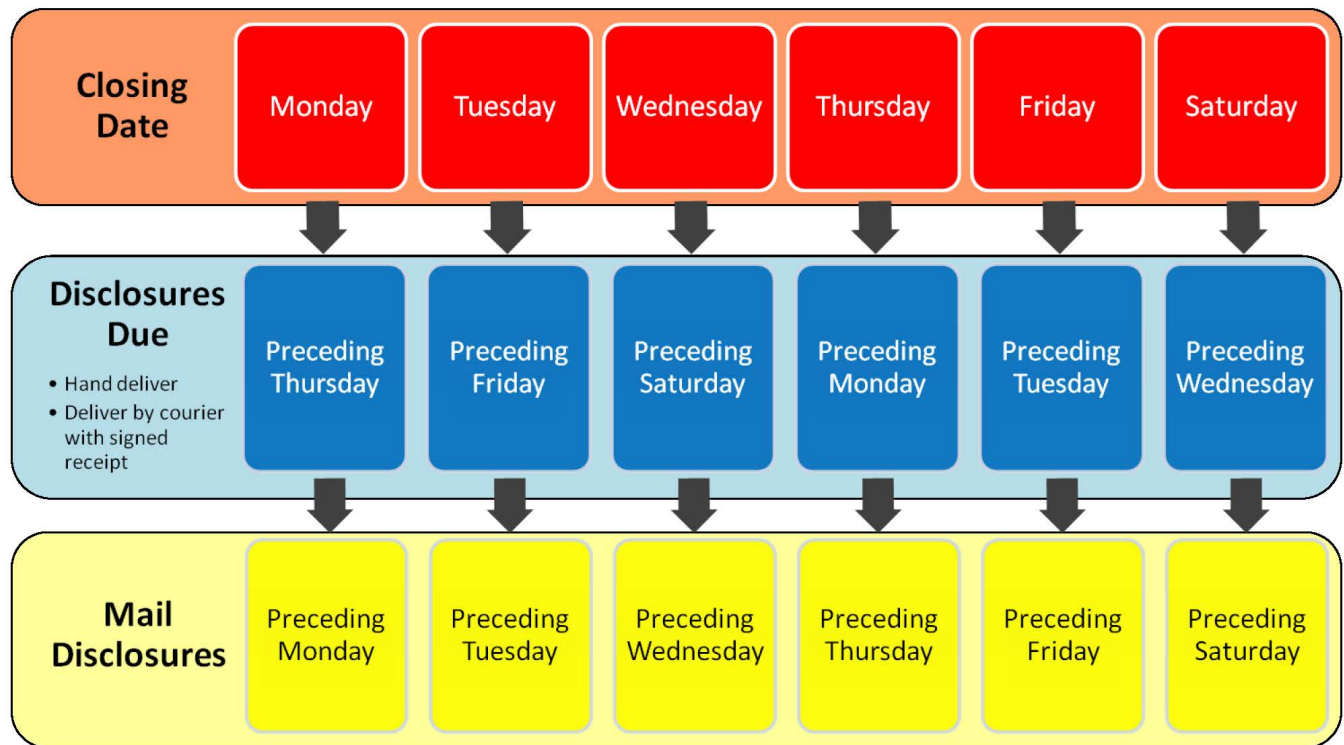 Closing
Date
Monday
Tuesday
Wednesday
Thursday
Friday
Saturday
Disclosures
Due
• Hand deliver
• Deliver by courier
with signed
receipt
Preceding
Thursday
Preceding
Friday
Preceding
Saturday
Preceding
Monday
Preceding
Tuesday
Preceding
Wednesday
Mail
Disclosures
Preceding
Monday
Preceding
Tuesday
Preceding
Wednesday
Preceding
Thursday
Preceding
Friday
Preceding
Saturday